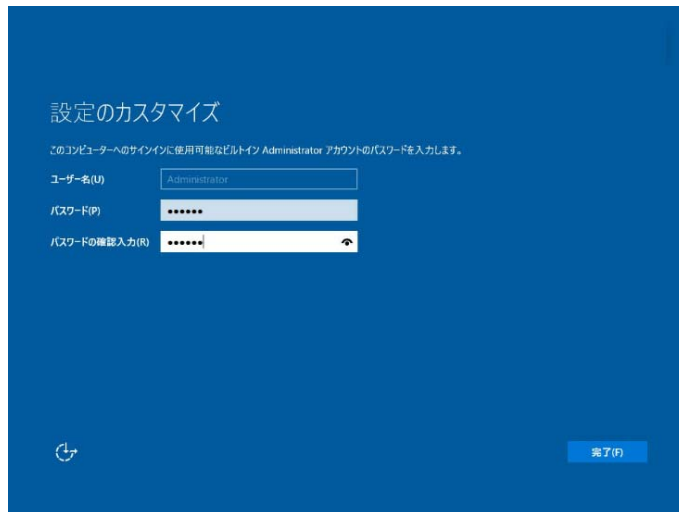 設定のカスタマイズ
このコンピューターへのサインインに使用可能なビルトイン Administrator アカウントのパスワードを入力します。
ユーザー名(U)
Administrator
パスワード(P)
••••••
パスワードの確認入力(R)
••••••
完了(F)